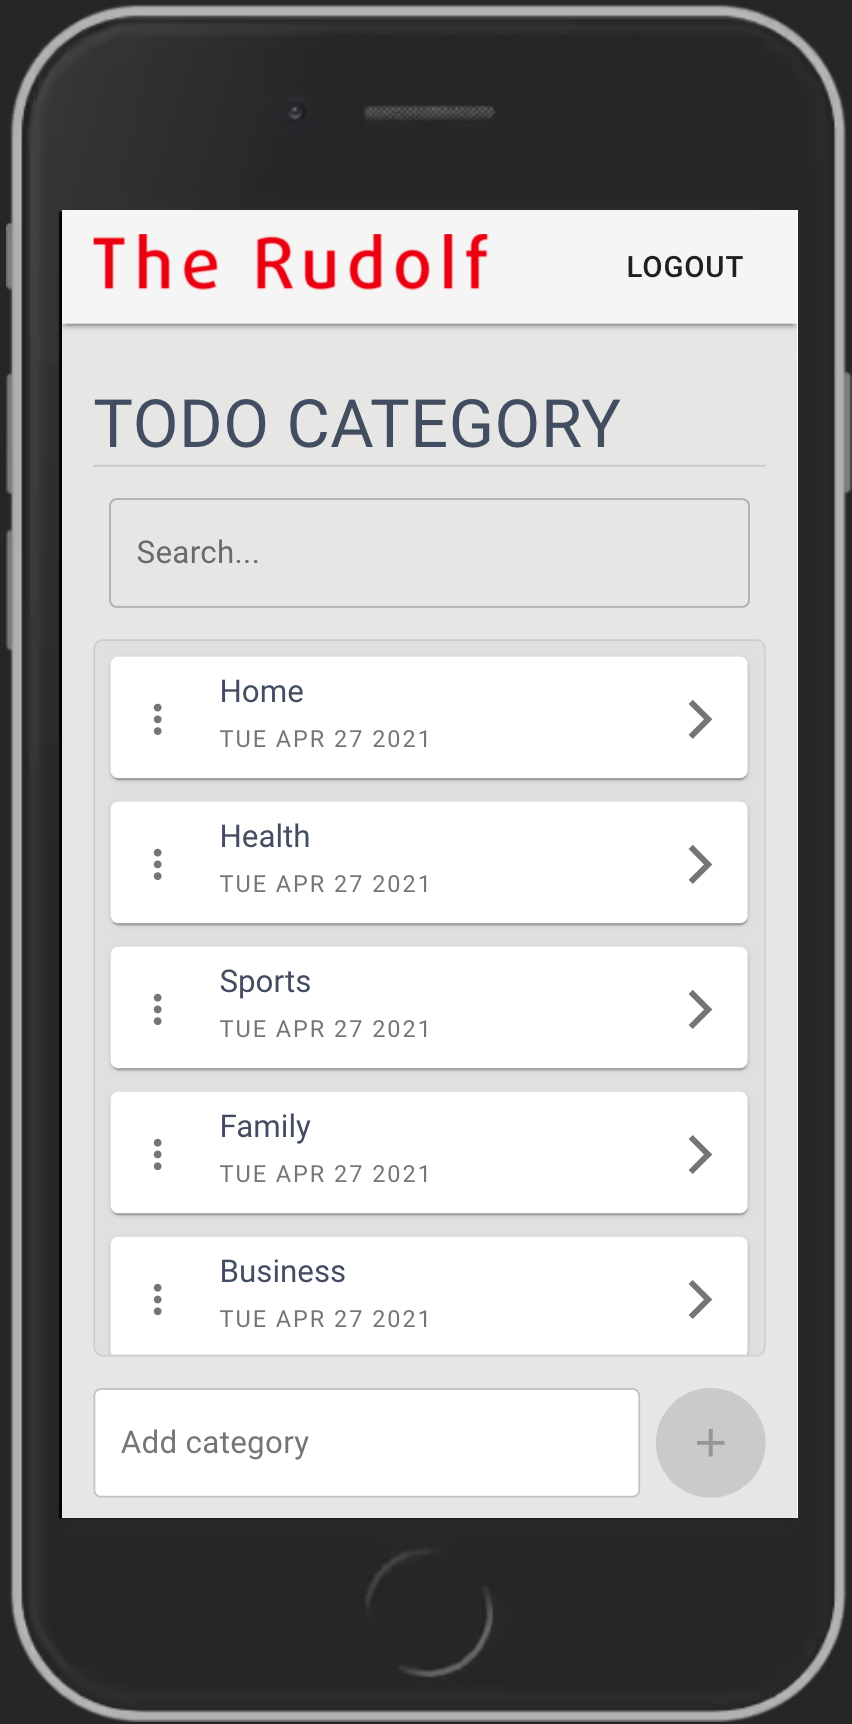 The Rudolf
LOGOUT
TODO CATEGORY
Search...
Home
TUE APR 27 2021
Health
TUE APR 27 2021
Sports
TUE APR 27 2021
Family
TUE APR 27 2021
Business
TUE APR 27 2021
Add category
+